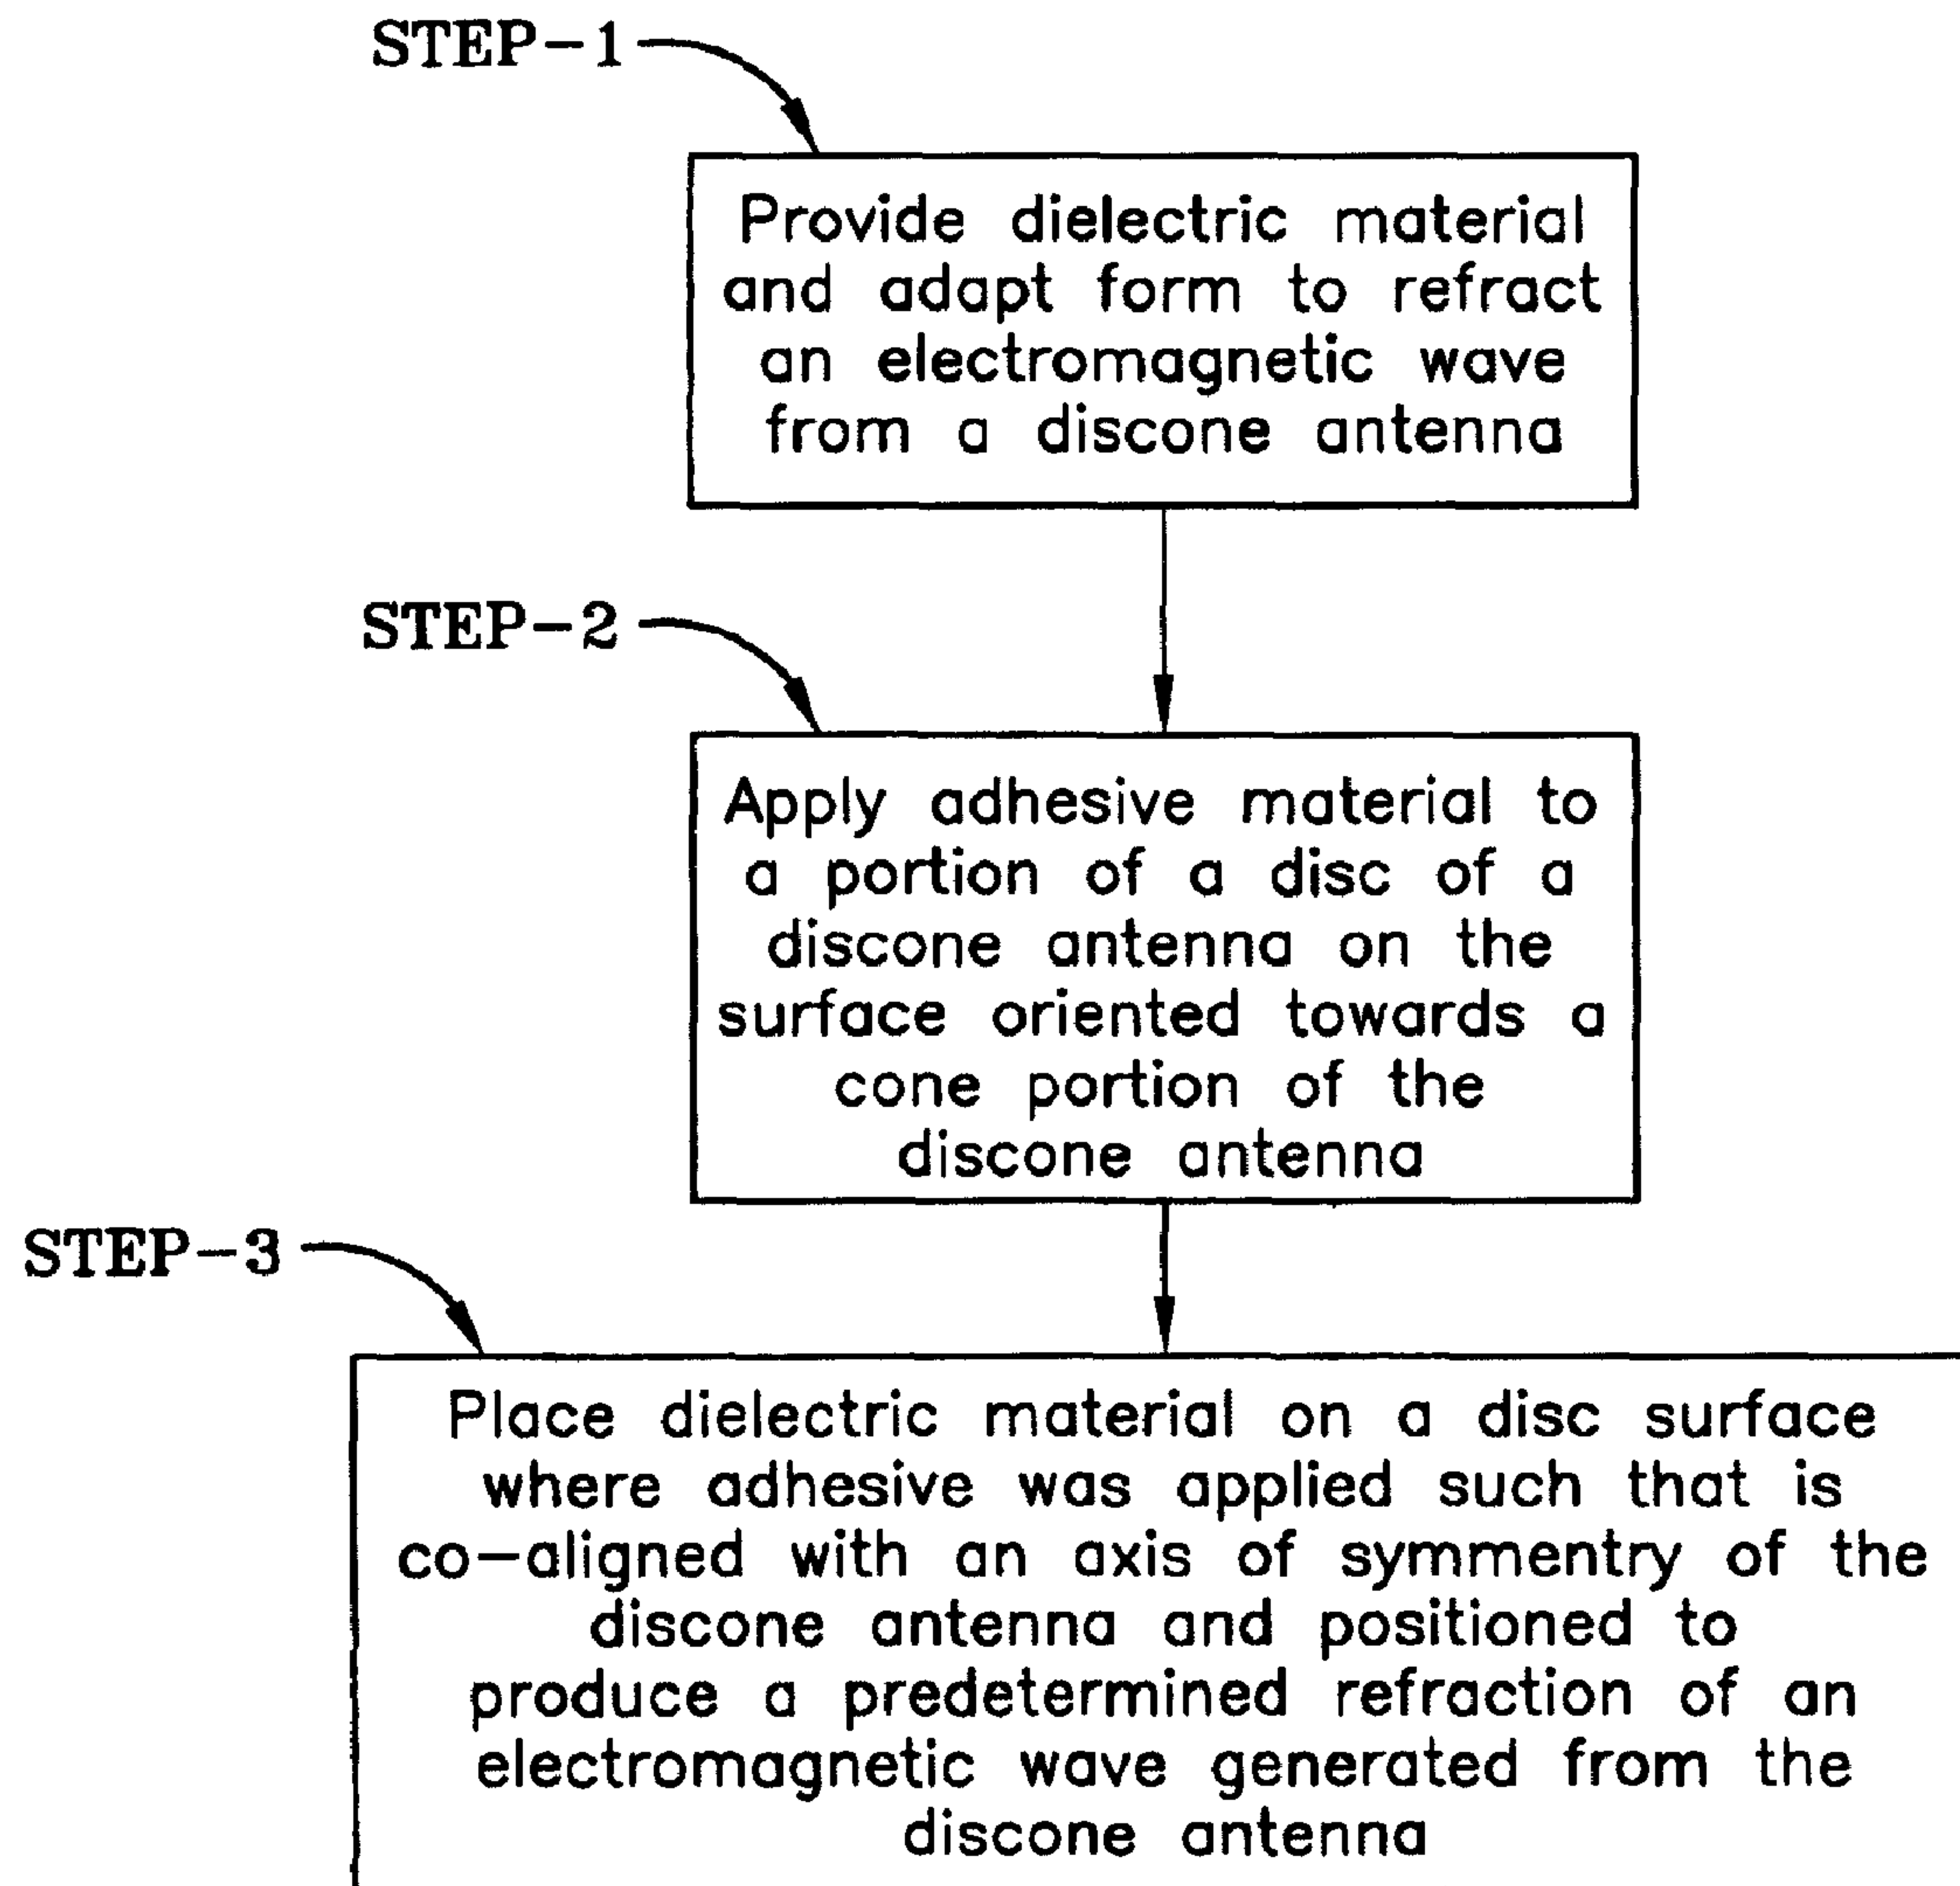 STEP-1
Provide dielectric material
and adapt form to refract
an electromagnetic wave
from a discone antenna
STEP-2
Apply adhesive material to
a portion of a disc of a
discone antenna on the
surface oriented towards a
cone portion of the
discone antenna
STEP-3
Place dielectric material on a disc surface
where adhesive was applied such that is
co-aligned with an axis of symmentry of the
discone antenna and positioned to
produce a predetermined refraction of an
electromagnetic wave generated from the
discone antenna